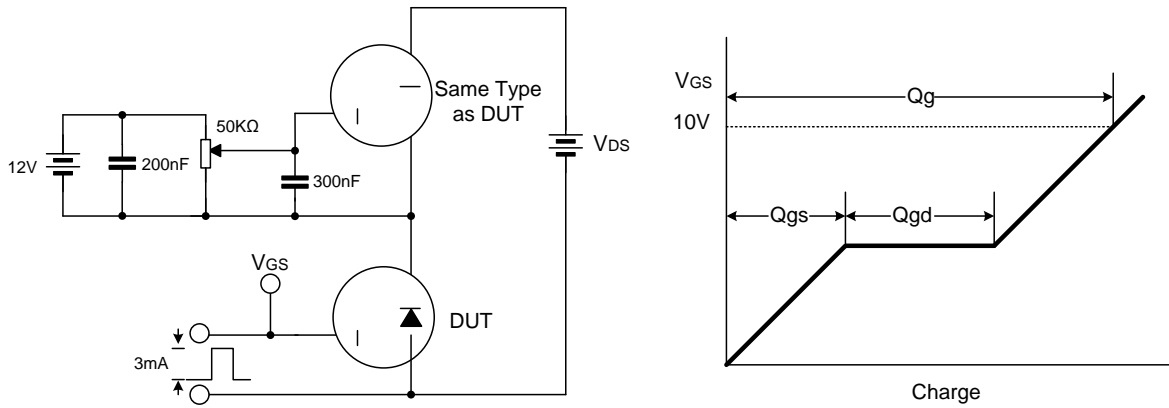 12V
200nF
50KΩ
300nF
Same Type
as DUT
VDS
VGS
DUT
3mA
VGS
10V
Qg
Qgs
Qgd
Charge